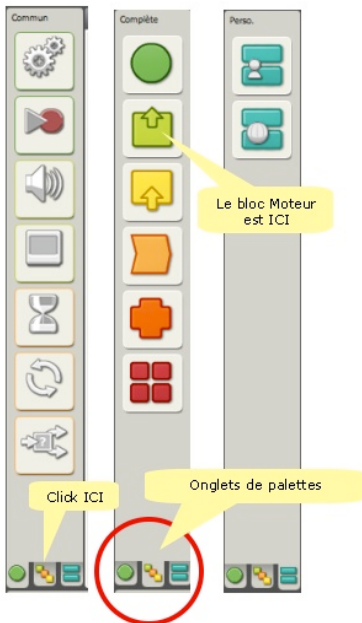 Commun
Complète
Perso.
Le bloc Moteur
est ICI
Click ICI
Onglets de palettes